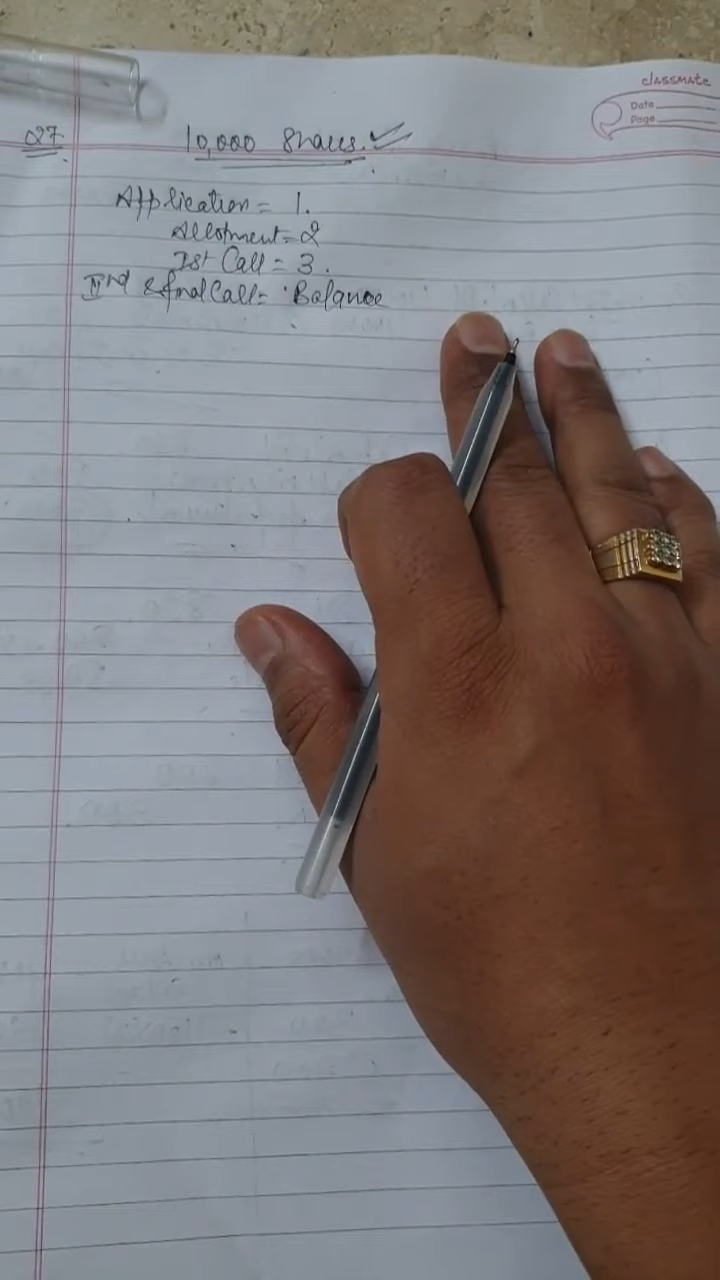 classmate
Date
Page
Q7 10,000 Shares.
Application = 1.
Allotment = 2
Ist Call = 3.
IInd & final Call = Balance